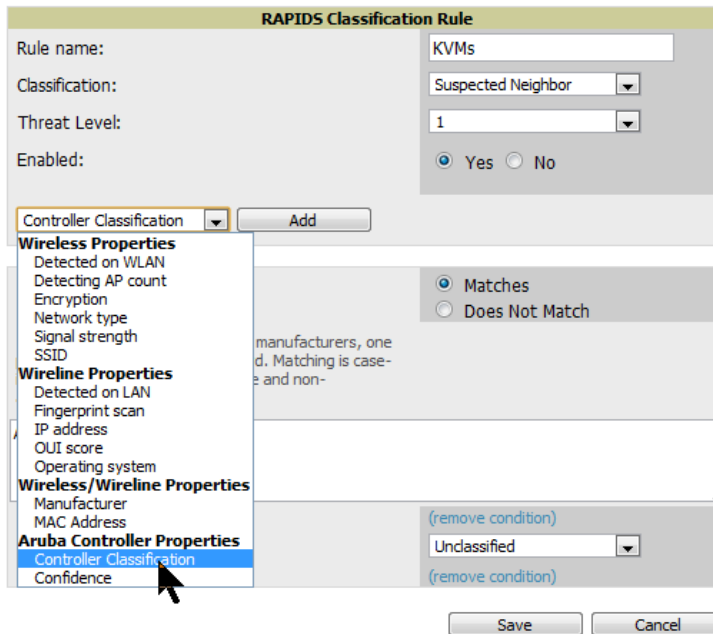 RAPIDS Classification Rule
Rule name:
KVMs
Classification:
Suspected Neighbor
Threat Level:
1
Enabled:
Yes No
Controller Classification
Add
Wireless Properties
Detected on WLAN
Detecting AP count
Encryption
Network type
Signal strength
SSID
Wireline Properties
Detected on LAN
Fingerprint scan
IP address
OUI score
Operating system
Wireless/Wireline Properties
Manufacturer
MAC Address
Aruba Controller Properties
Controller Classification
Confidence
Matches
Does Not Match
manufacturers, one
d. Matching is case-
e and non-
(remove condition)
Unclassified
(remove condition)
Save
Cancel